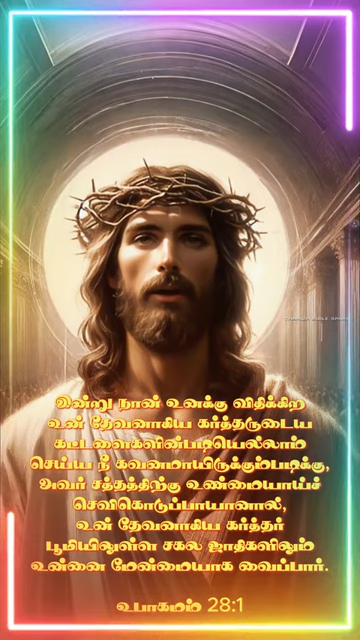 இன்று நான் உனக்கு விதிக்கிற
உன் தேவனாகிய கர்த்தருடைய
கட்டளைகளின்படியெல்லாம்
செய்ய நீ கவனமாயிருக்கும்படிக்கு,
அவர் சத்தத்திற்கு உண்மையாய்ச்
செவிகொடுப்பாயானால்,
உன் தேவனாகிய கர்த்தர்
பூமியிலுள்ள சகல ஜாதிகளிலும்
உன்னை மேன்மையாக வைப்பார்.
உபாகமம் 28:1